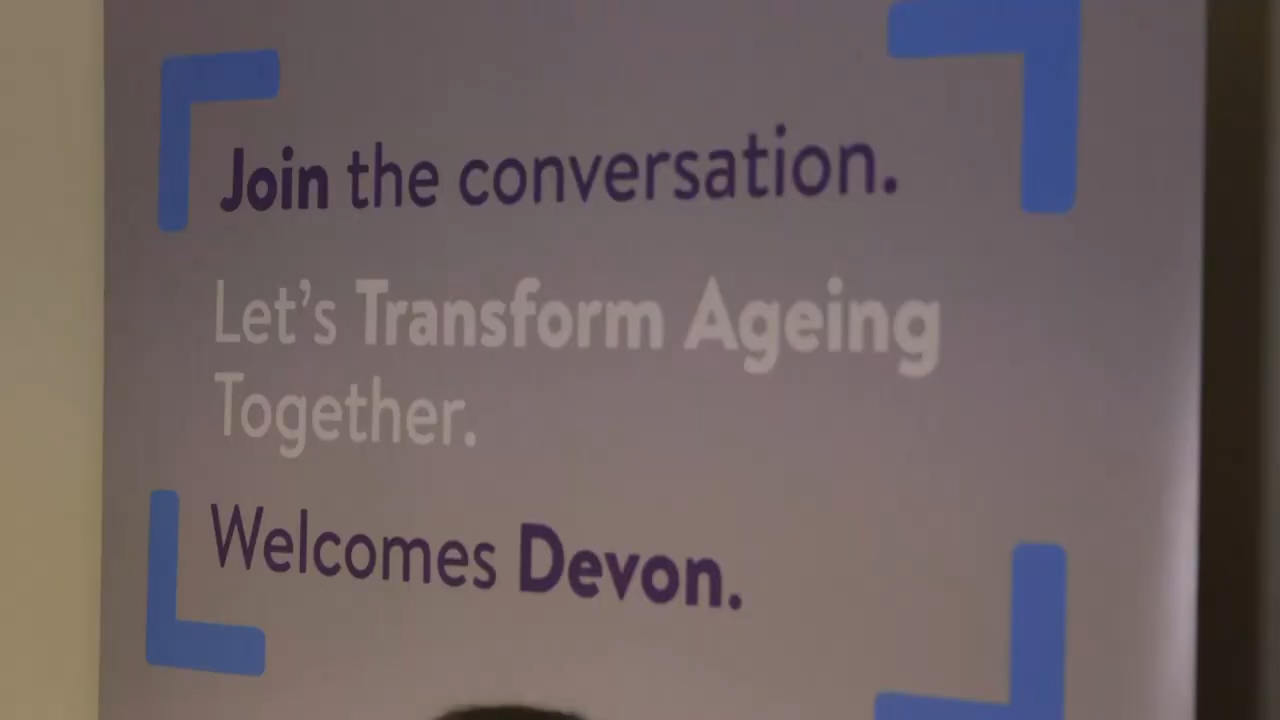 Join the conversation.
Let's Transform Ageing
Together.
Welcomes Devon.